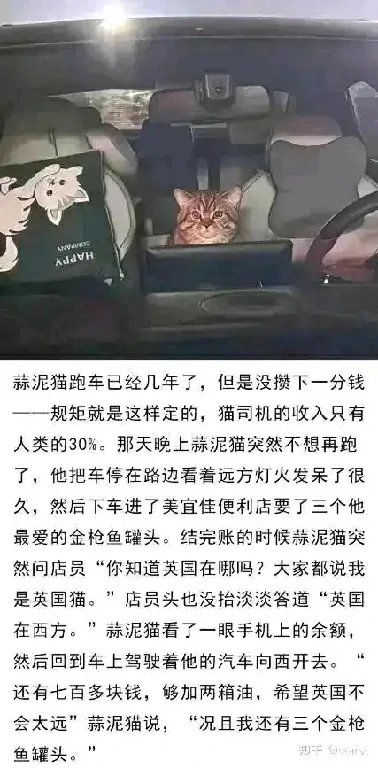 HAPPY
COMPANY
蒜泥猫跑车已经几年了，但是没攒下一分钱
——规矩就是这样定的，猫司机的收入只有
人类的30%。那天晚上蒜泥猫突然不想再跑
了，他把车停在路边看着远方灯火发呆了很
久，然后下车进了美宜佳便利店要了三个他
最爱的金枪鱼罐头。结完账的时候蒜泥猫突
然问店员“你知道英国在哪吗？大家都说我
是英国猫。”店员头也没抬淡淡答道“英国
在西方。”蒜泥猫看了一眼手机上的余额，
然后回到车上驾驶着他的汽车向西开去。“
还有七百多块钱，够加两箱油，希望英国不
会太远”蒜泥猫说，“况且我还有三个金枪
鱼罐头。”
知乎